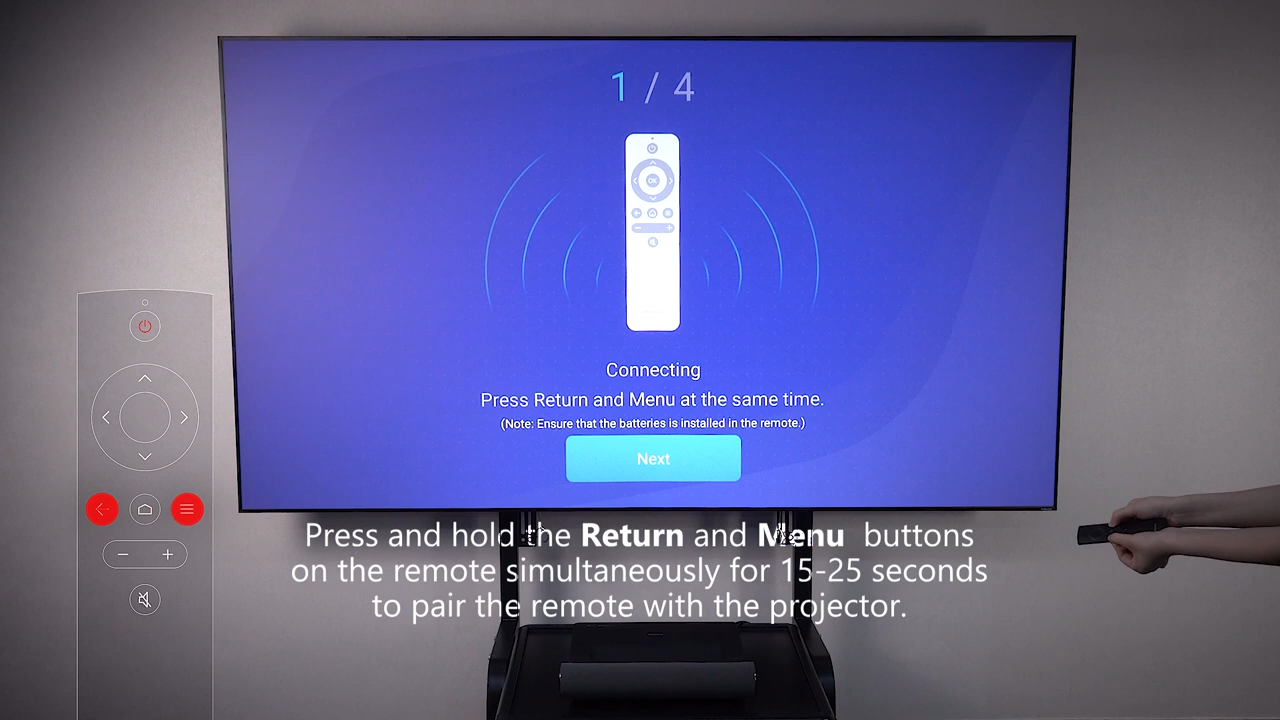 1 / 4
OK
Connecting
Press Return and Menu at the same time.
(Note: Ensure that the batteries is installed in the remote.)
Next
Press and hold the Return and Menu buttons
on the remote simultaneously for 15-25 seconds
to pair the remote with the projector.